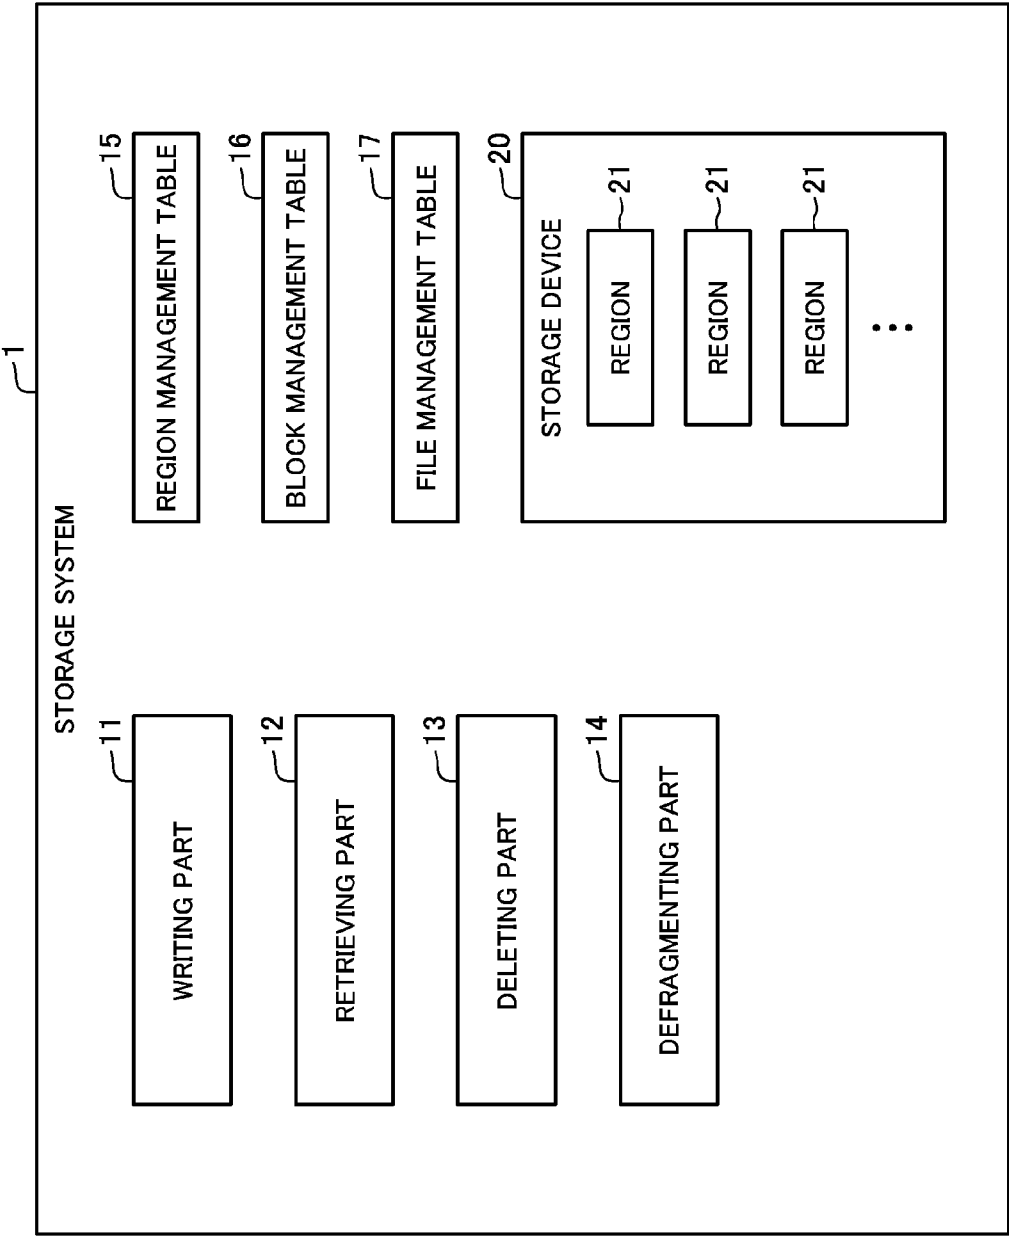 1
STORAGE SYSTEM
11
WRITING PART
12
RETRIEVING PART
13
DELETING PART
14
DEFRAGMENTING PART
15
REGION MANAGEMENT TABLE
16
BLOCK MANAGEMENT TABLE
17
FILE MANAGEMENT TABLE
20
STORAGE DEVICE
21
REGION
21
REGION
21
REGION